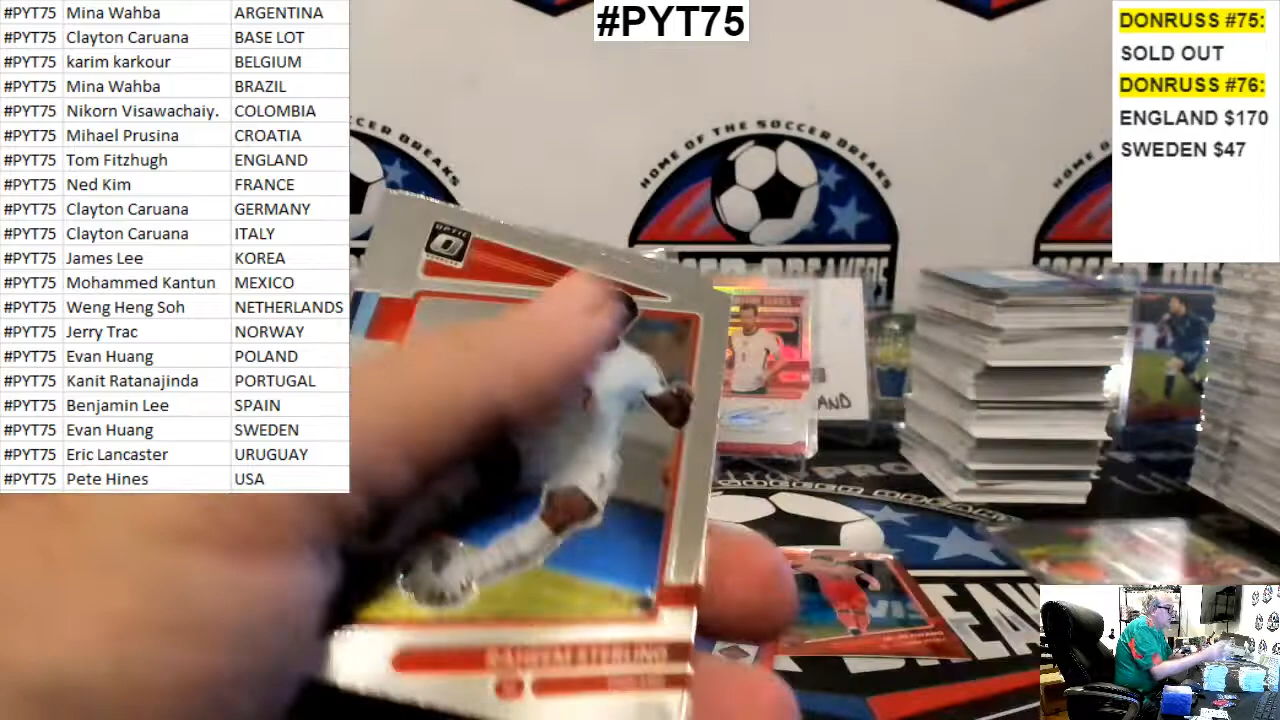 #PYT75 Mina Wahba ARGENTINA
#PYT75 Clayton Caruana BASE LOT
#PYT75 karim karkour BELGIUM
#PYT75 Mina Wahba BRAZIL
#PYT75 Nikorn Visawachaiy. COLOMBIA
#PYT75 Mihael Prusina CROATIA
#PYT75 Tom Fitzhugh ENGLAND
#PYT75 Ned Kim FRANCE
#PYT75 Clayton Caruana GERMANY
#PYT75 Clayton Caruana ITALY
#PYT75 James Lee KOREA
#PYT75 Mohammed Kantun MEXICO
#PYT75 Weng Heng Soh NETHERLANDS
#PYT75 Jerry Trac NORWAY
#PYT75 Evan Huang POLAND
#PYT75 Kanit Ratanajinda PORTUGAL
#PYT75 Benjamin Lee SPAIN
#PYT75 Evan Huang SWEDEN
#PYT75 Eric Lancaster URUGUAY
#PYT75 Pete Hines USA
#PYT75
DONRUSS #75:
SOLD OUT
DONRUSS #76:
ENGLAND $170
SWEDEN $47
HOME OF THE SOCCER BREAKS
CER BREAKS
HOME OF
OPTIC
RAHEEM STERLING